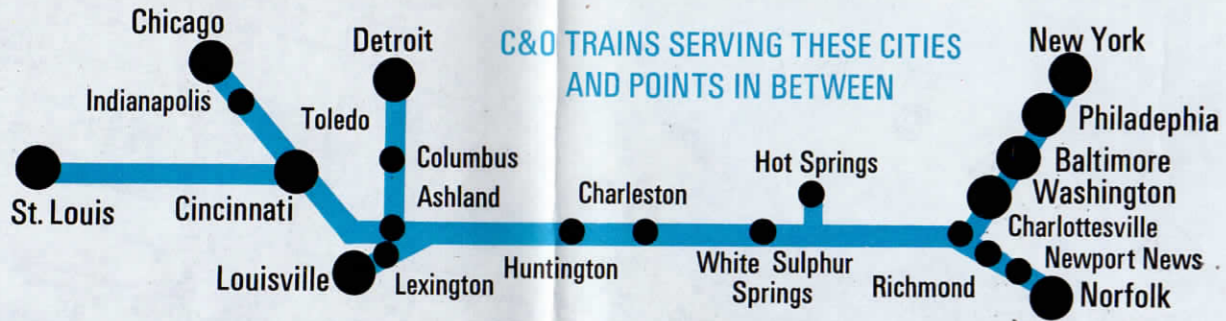 Chicago
Detroit
C&O TRAINS SERVING THESE CITIES
AND POINTS IN BETWEEN
New York
Indianapolis
Toledo
Philadephia
Columbus
Hot Springs
Baltimore
St. Louis
Cincinnati
Ashland
Charleston
Washington
Charlottesville
Louisville
Lexington
Huntington
White Sulphur
Springs
Richmond
Newport News
Norfolk